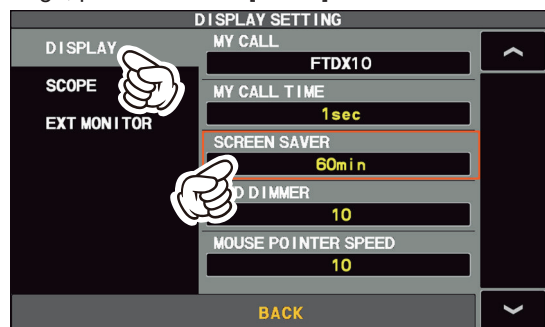 DISPLAY SETTING
DISPLAY
SCOPE
EXT MONITOR
MY CALL
FTDX10
MY CALL TIME
1sec
SCREEN SAVER
60min
DIMMER
10
MOUSE POINTER SPEED
10
BACK